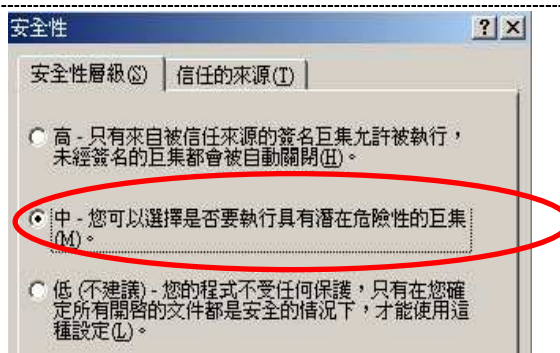 安全性
安全性層級(S) 信任的來源(T)
高 - 只有來自被信任來源的簽名巨集允許被執行，
未經簽名的巨集都會被自動關閉(H)。
中 - 您可以選擇是否要執行具有潛在危險性的巨集
(M)。
低 (不建議) - 您的程式不受任何保護，只有在您確
定所有開啓的文件都是安全的情況下，才能使用這
種設定(L)。